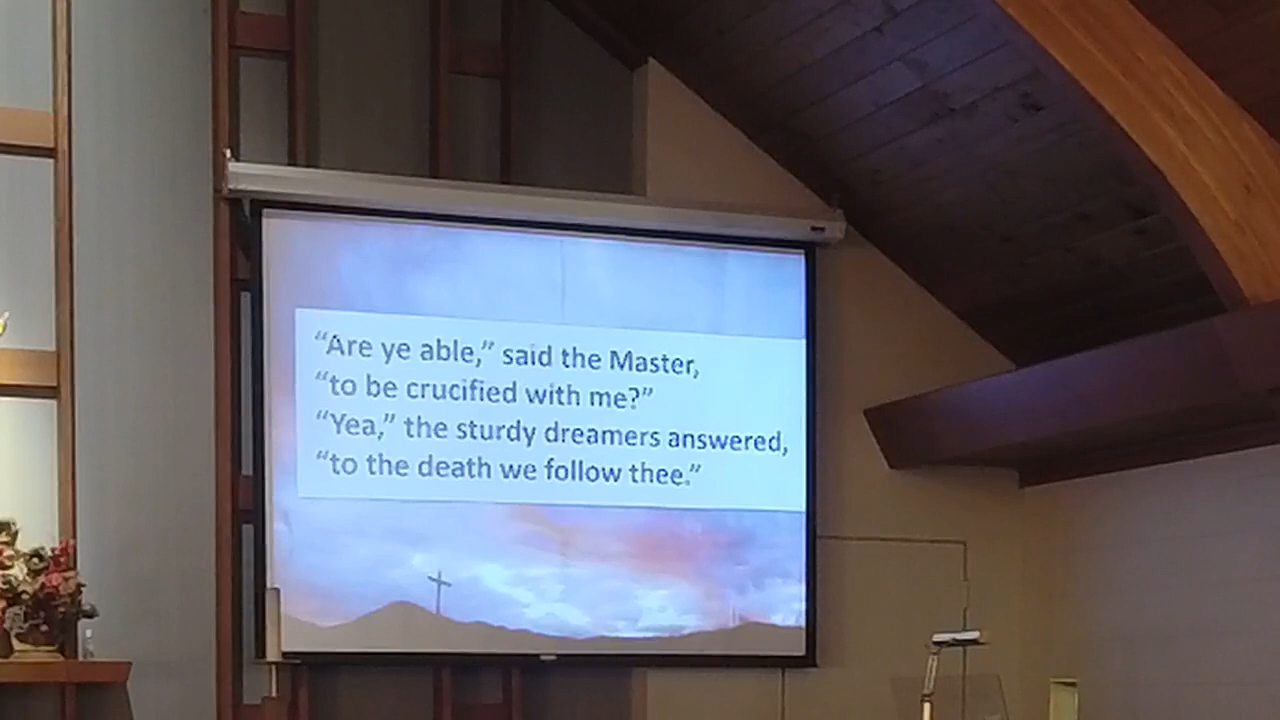 “Are ye able,” said the Master,
“to be crucified with me?”
“Yea,” the sturdy dreamers answered,
“to the death we follow thee.”